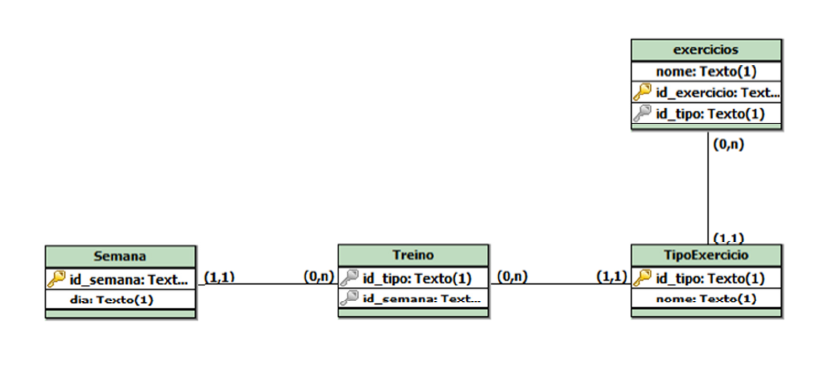 exercicios
nome: Texto(1)
id_exercicio: Text...
id_tipo: Texto(1)
(0,n)
(1,1)
Semana
id_semana: Text...
dia: Texto(1)
(1,1)
(0,n)
Treino
id_tipo: Texto(1)
id_semana: Text...
(0,n)
(1,1)
TipoExercicio
id_tipo: Texto(1)
nome: Texto(1)